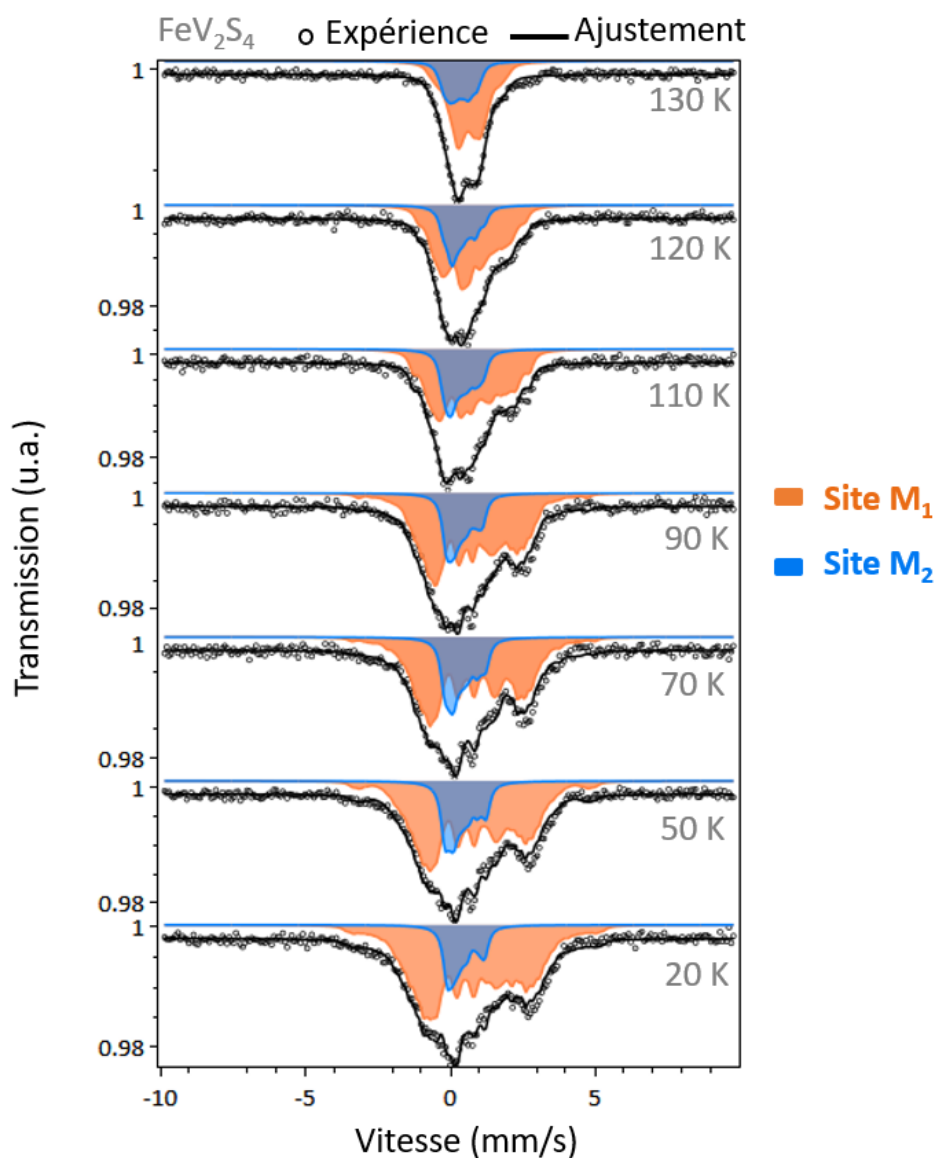 FeV₂S₄ Expérience Ajustement
1
130 K
1
120 K
0.98
1
110 K
0.98
1
90 K
0.98
1
70 K
0.98
1
50 K
0.98
1
20 K
0.98
Transmission (u.a.)
Site M₁
Site M₂
-10 -5 0 5
Vitesse (mm/s)